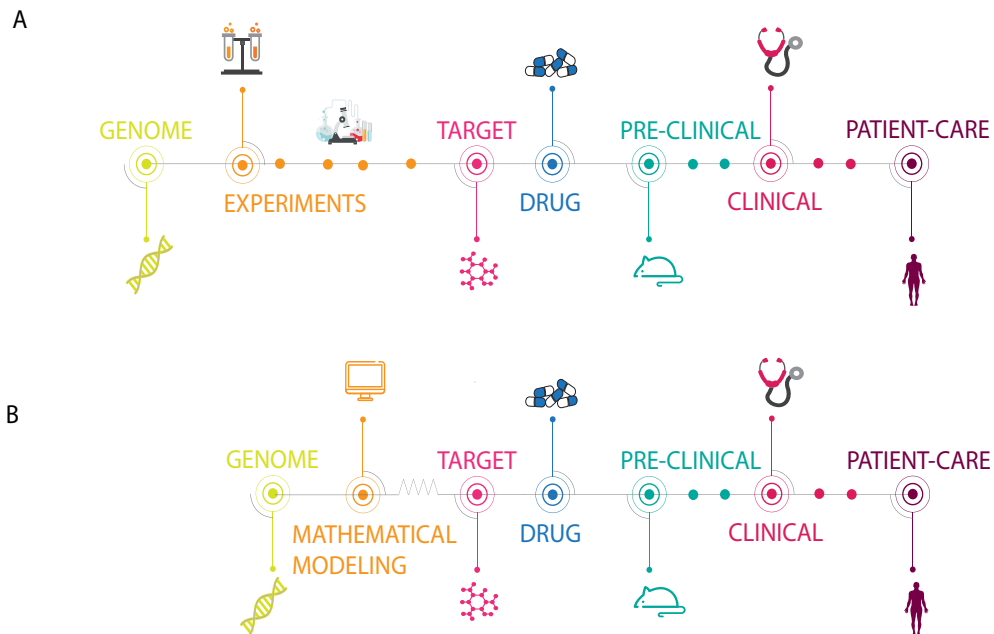 A
GENOME
TARGET
PRE-CLINICAL
PATIENT-CARE
EXPERIMENTS
DRUG
CLINICAL
B
GENOME
TARGET
PRE-CLINICAL
PATIENT-CARE
MATHEMATICAL
MODELING
DRUG
CLINICAL